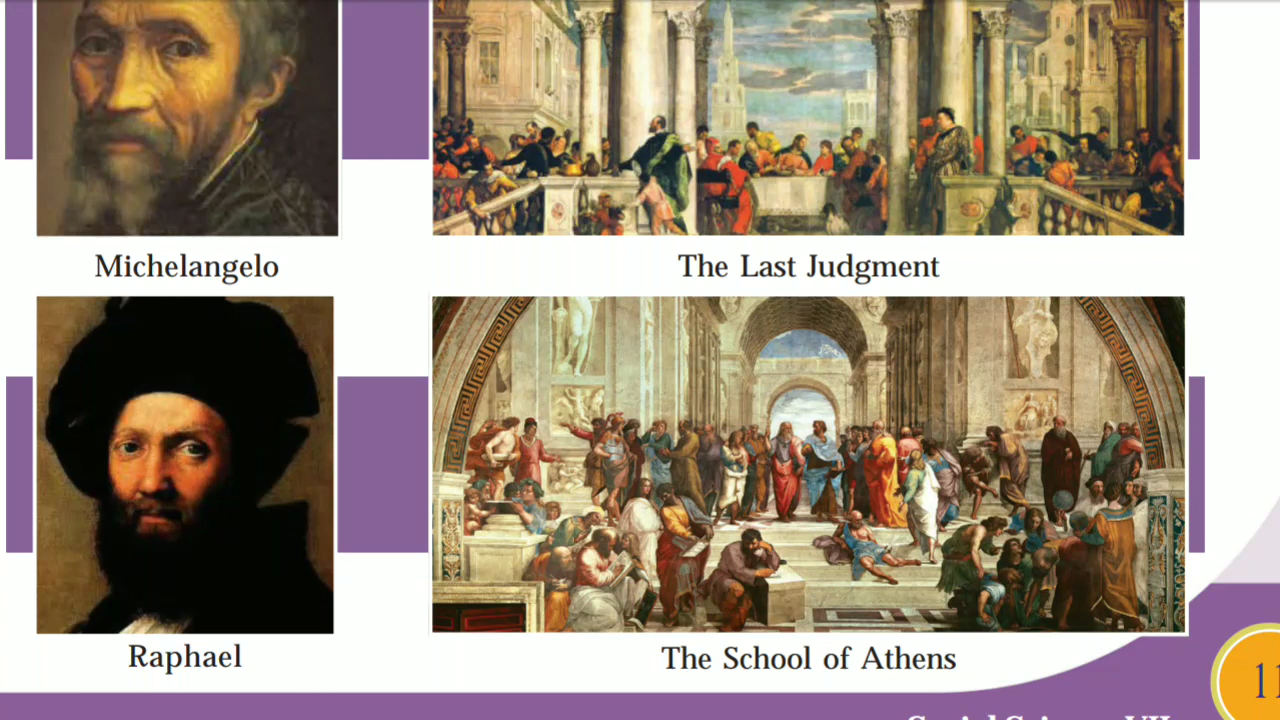 Michelangelo
The Last Judgment
Raphael
The School of Athens